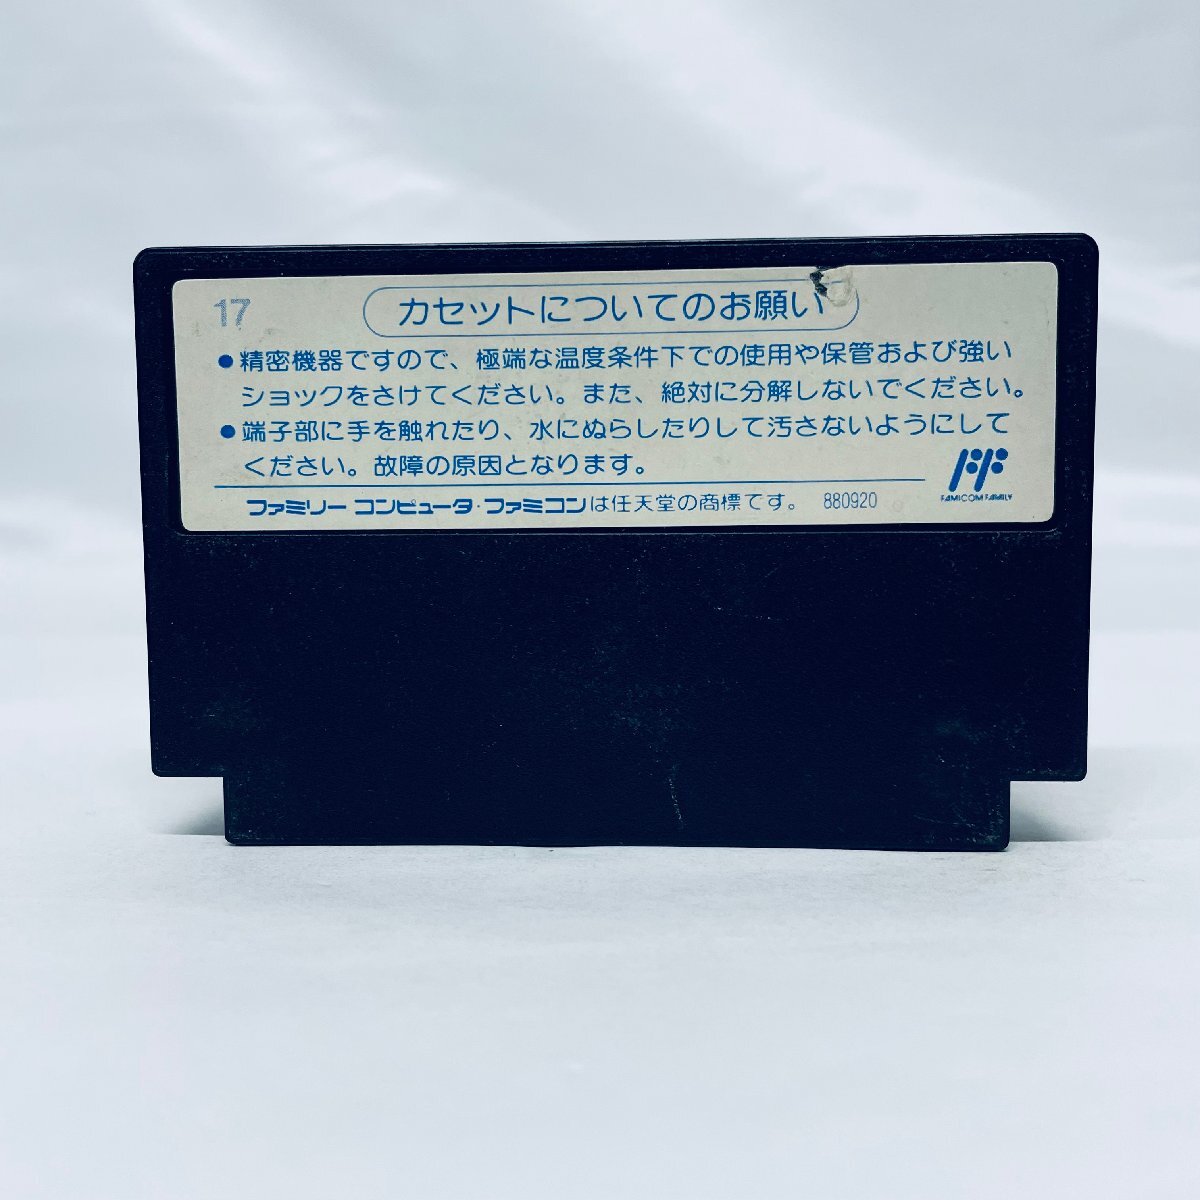 17
カセットについてのお願い
●精密機器ですので、極端な温度条件下での使用や保管および強い
ショックをさけてください。また、絶対に分解しないでください。
●端子部に手を触れたり、水にぬらしたりして汚さないようにして
ください。故障の原因となります。
FF
FAMICOM FAMILY
ファミリーコンピュータ・ファミコンは任天堂の商標です。 880920